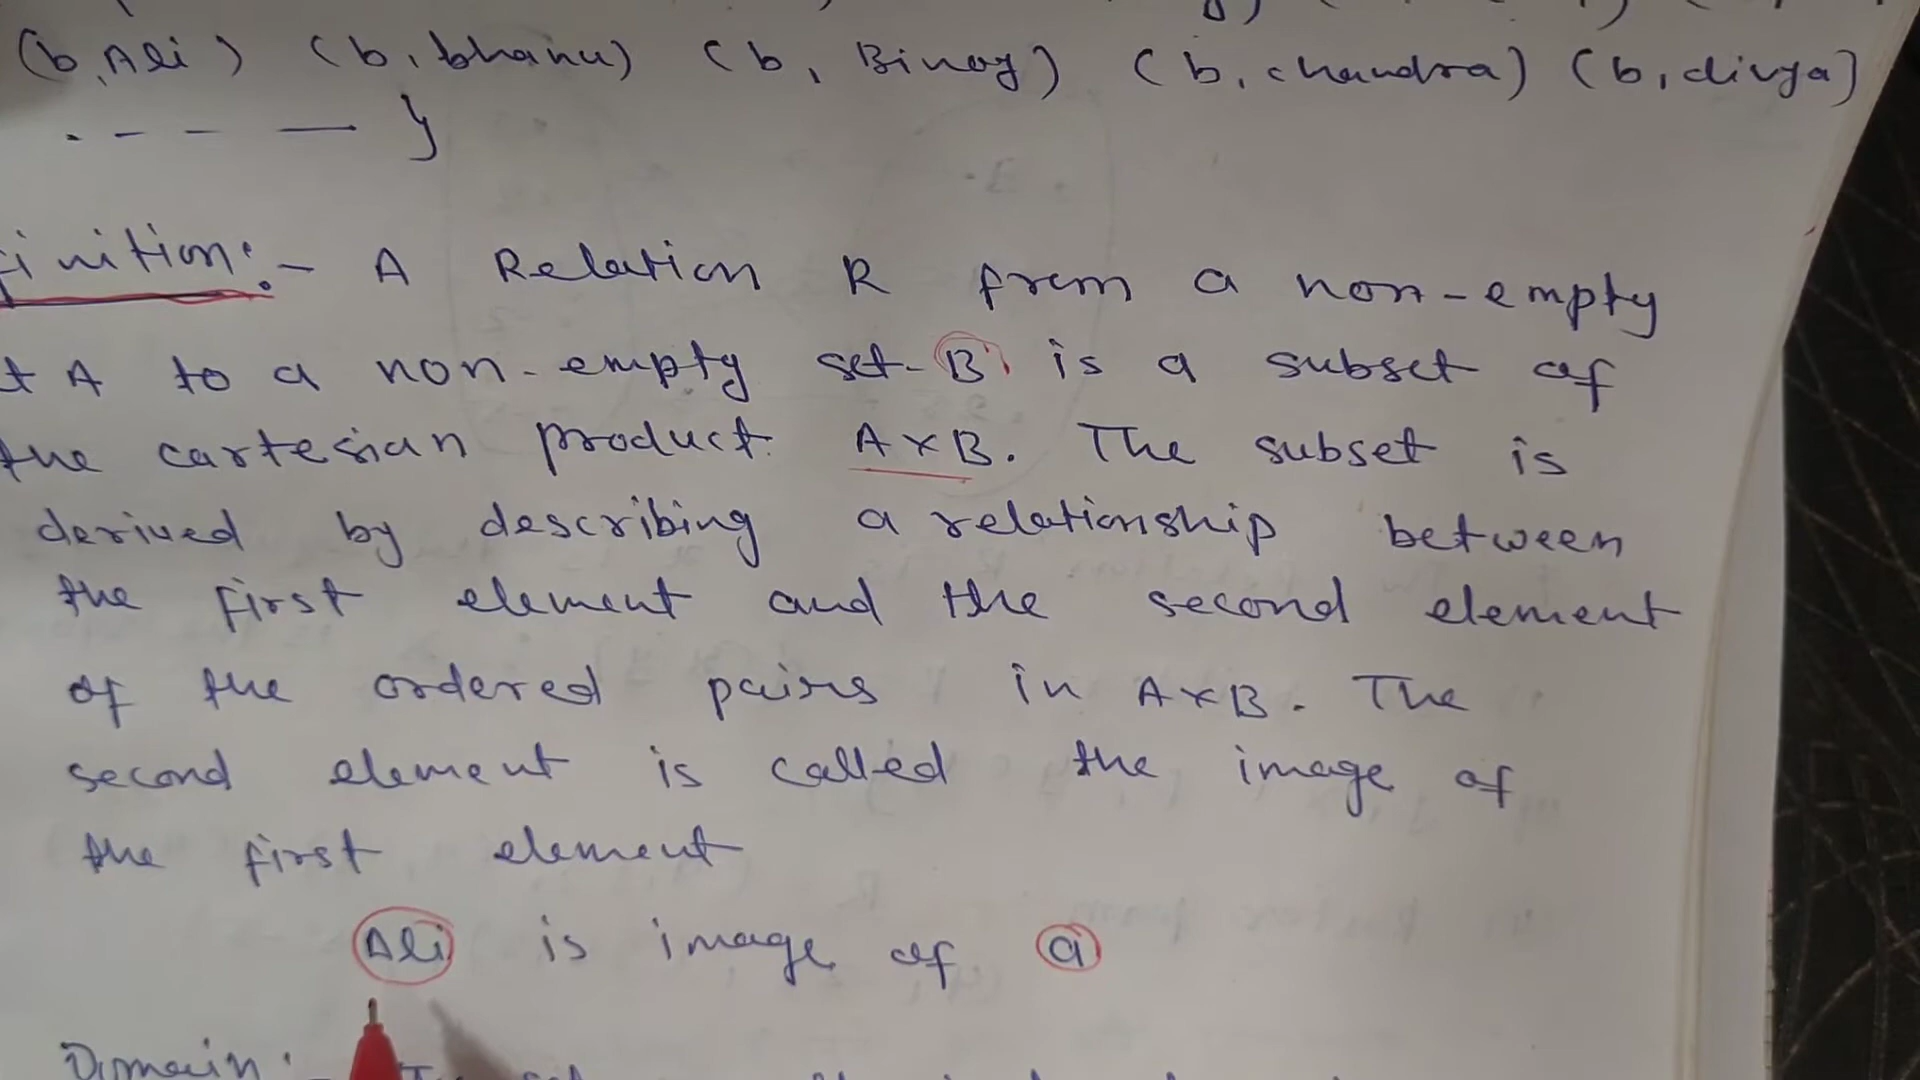 (b, Ali) (b, bhanu) (b, Binoy) (b, chandra) (b, divya)
. - - - — }
inition:- A Relation R from a non-empty
t A to a non-empty set B is a subset of
the cartesian product A×B. The subset is
derived by describing a relationship between
the first element and the second element
of the ordered pairs in A×B. The
second element is called the image of
the first element
Ali is image of a
Domain:-